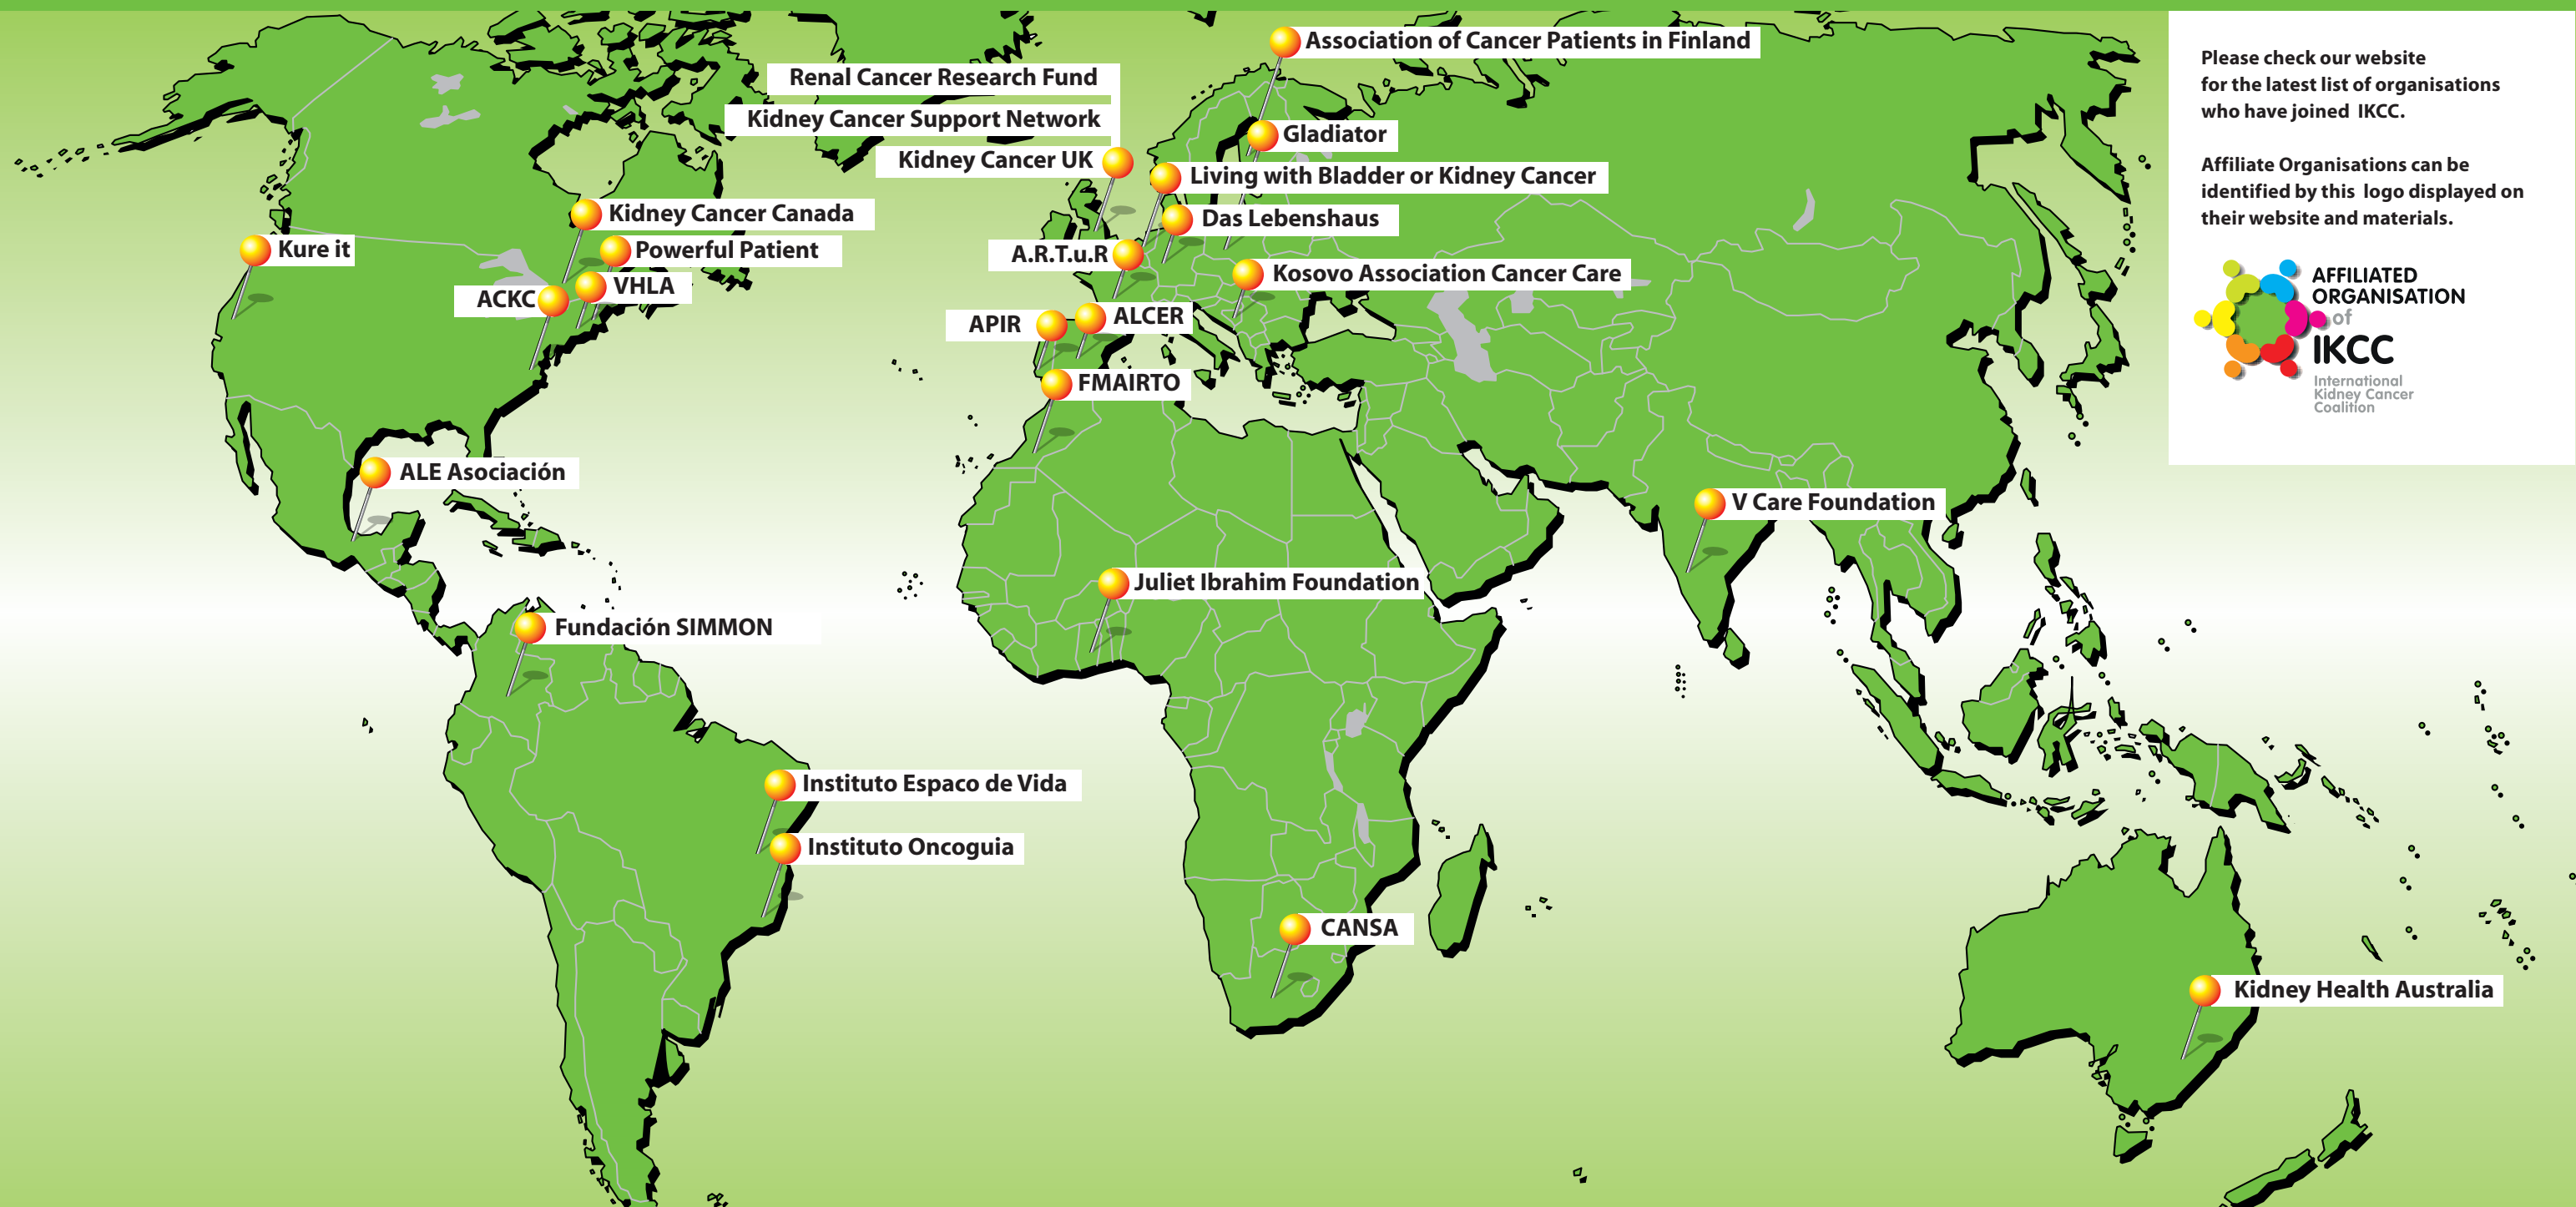 Association of Cancer Patients in Finland
Renal Cancer Research Fund
Kidney Cancer Support Network
Gladiator
Kidney Cancer UK
Living with Bladder or Kidney Cancer
Kidney Cancer Canada
Das Lebenshaus
Kure it
Powerful Patient
A.R.T.u.R
Kosovo Association Cancer Care
VHLA
ACKC
ALCER
APIR
FMAIRTO
ALE Asociación
V Care Foundation
Juliet Ibrahim Foundation
Fundación SIMMON
Instituto Espaco de Vida
Instituto Oncoguia
CANSA
Kidney Health Australia
Please check our website
for the latest list of organisations
who have joined IKCC.
Affiliate Organisations can be
identified by this logo displayed on
their website and materials.
AFFILIATED
ORGANISATION
of
IKCC
International
Kidney Cancer
Coalition